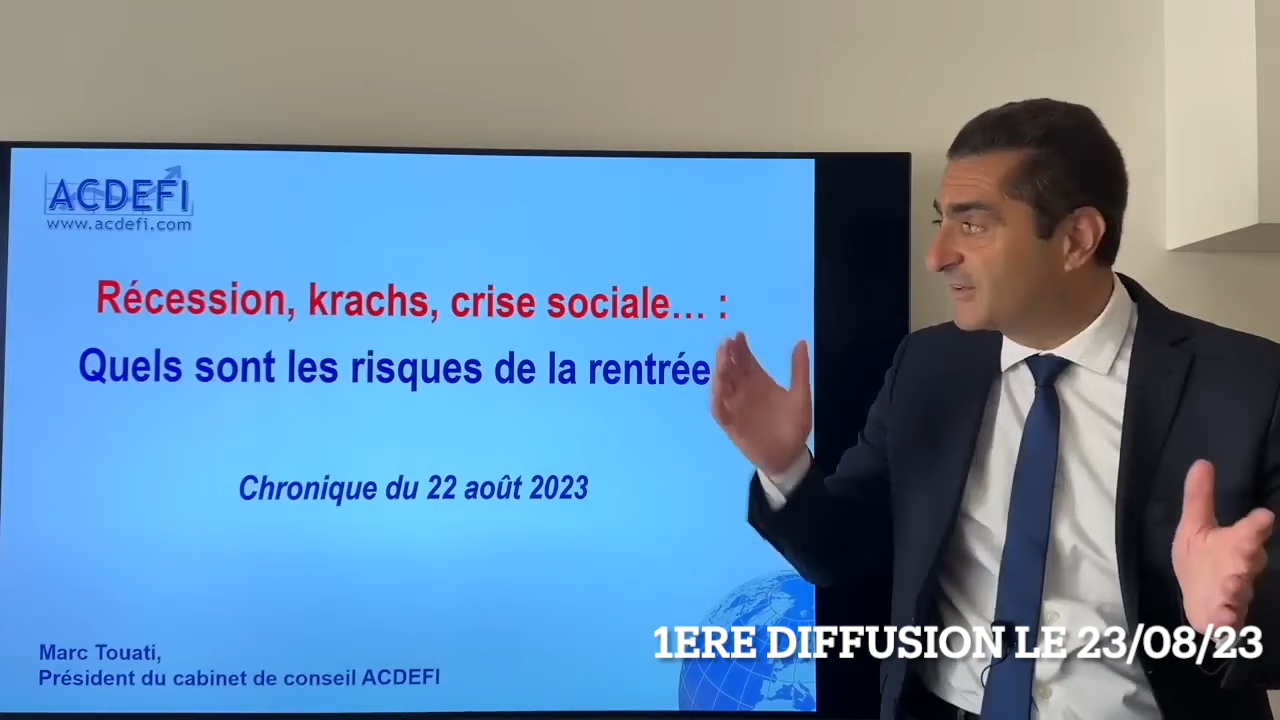 ACDEFI
www.acdefi.com
Récession, krachs, crise sociale… :
Quels sont les risques de la rentrée
Chronique du 22 août 2023
Marc Touati,
Président du cabinet de conseil ACDEFI
1ERE DIFFUSION LE 23/08/23